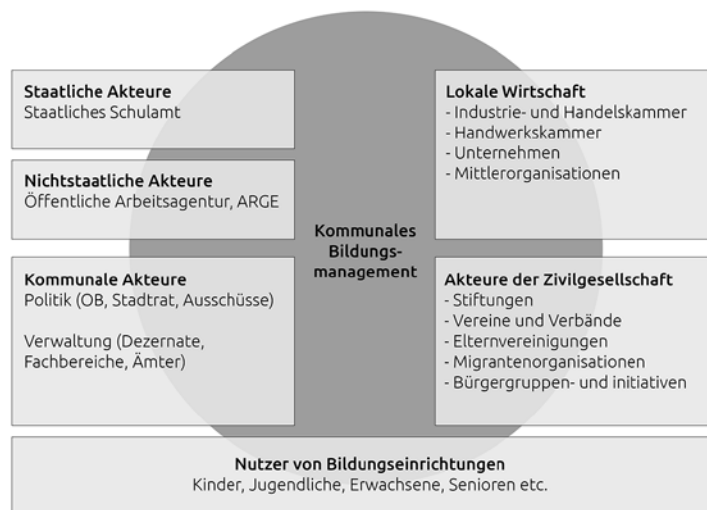 Staatliche Akteure
Staatliches Schulamt
Nichtstaatliche Akteure
Öffentliche Arbeitsagentur, ARGE
Kommunale Akteure
Politik (OB, Stadtrat, Ausschüsse)
Verwaltung (Dezernate,
Fachbereiche, Ämter)
Kommunales
Bildungs-
management
Lokale Wirtschaft
- Industrie- und Handelskammer
- Handwerkskammer
- Unternehmen
- Mittlerorganisationen
Akteure der Zivilgesellschaft
- Stiftungen
- Vereine und Verbände
- Elternvereinigungen
- Migrantenorganisationen
- Bürgergruppen- und initiativen
Nutzer von Bildungseinrichtungen
Kinder, Jugendliche, Erwachsene, Senioren etc.